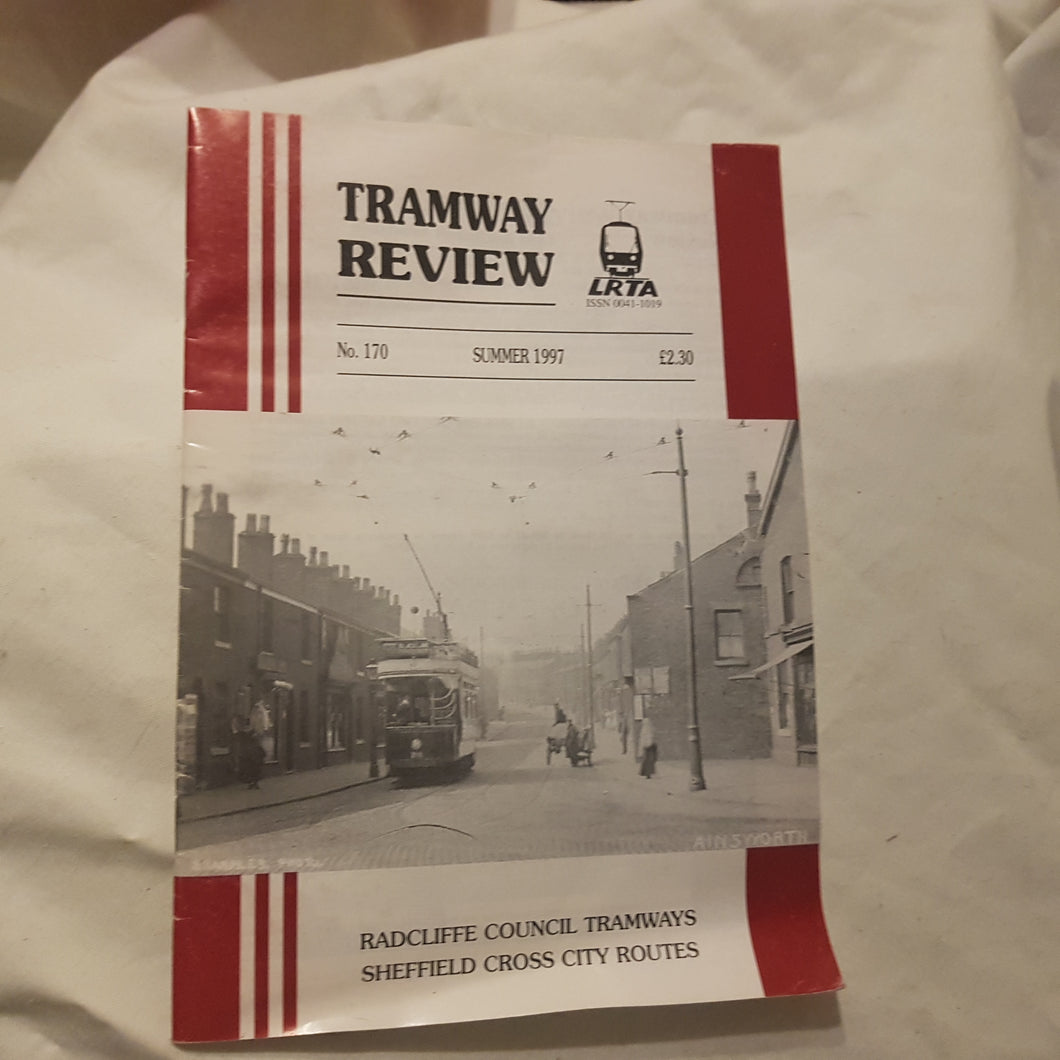 TRAMWAY
REVIEW
LRTA
ISSN 0041-1019
No. 170 SUMMER 1997 £2.30
AINSWORTH
PHOTO
RADCLIFFE COUNCIL TRAMWAYS
SHEFFIELD CROSS CITY ROUTES